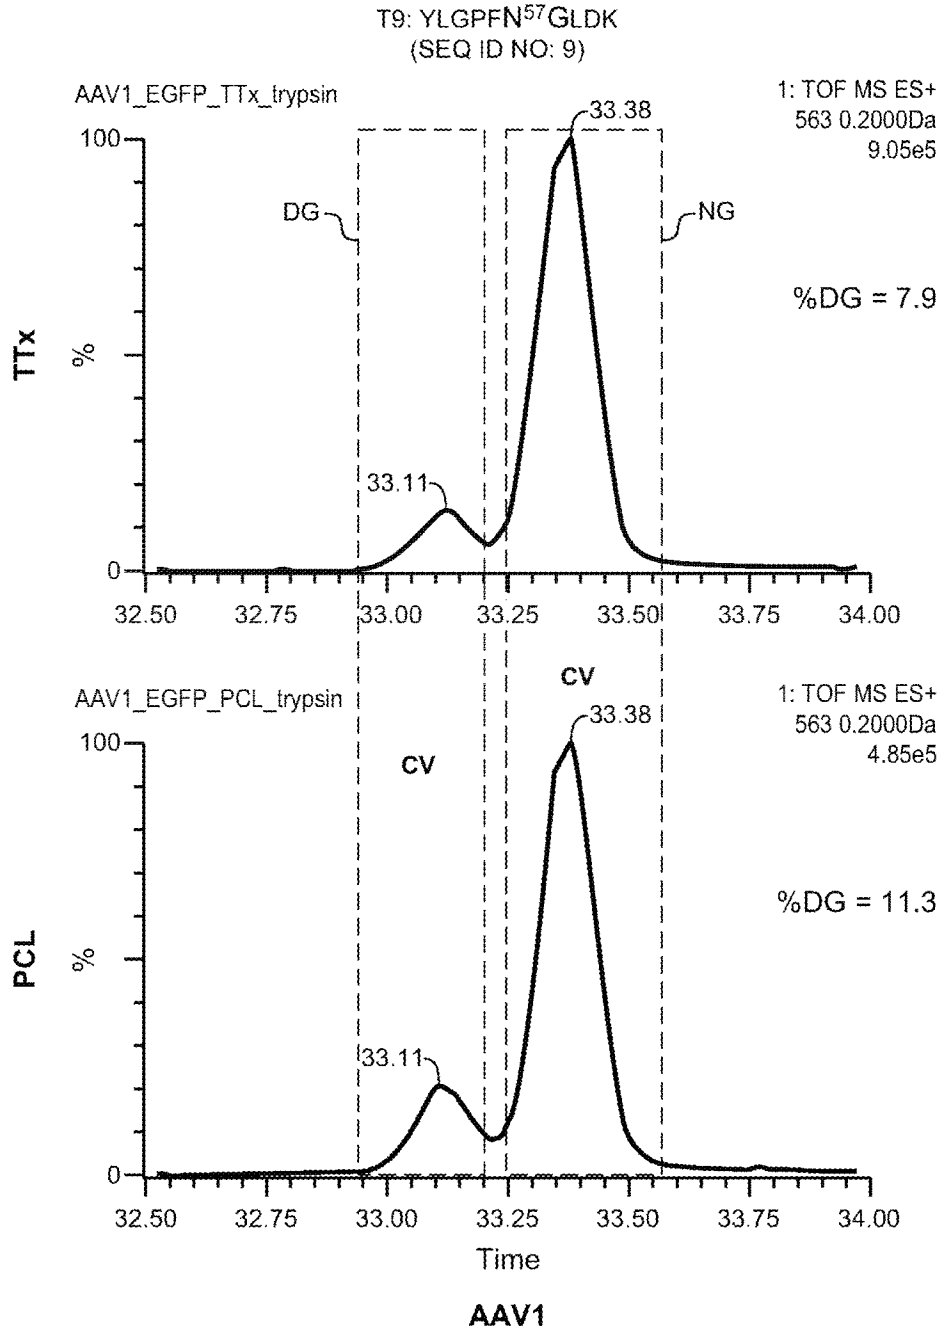 T9: YLGPFN57GLDK
(SEQ ID NO: 9)
AAV1_EGFP_TTx_trypsin
1: TOF MS ES+
563 0.2000Da
9.05e5
33.38
100
DG
NG
%DG = 7.9
TTx
%
33.11
0
32.50 32.75 33.00 33.25 33.50 33.75 34.00
AAV1_EGFP_PCL_trypsin
CV
1: TOF MS ES+
563 0.2000Da
4.85e5
33.38
100
CV
%DG = 11.3
PCL
%
33.11
0
32.50 32.75 33.00 33.25 33.50 33.75 34.00
Time
AAV1